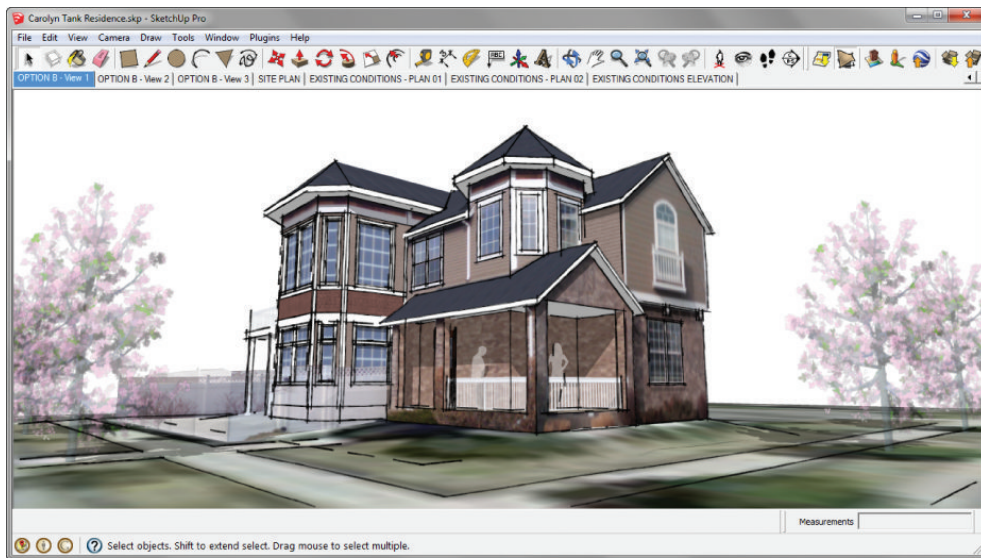 Carolyn Tank Residence.skp - SketchUp Pro
File Edit View Camera Draw Tools Window Plugins Help
OPTION B - View 1 OPTION B - View 2 OPTION B - View 3 SITE PLAN EXISTING CONDITIONS - PLAN 01 EXISTING CONDITIONS - PLAN 02 EXISTING CONDITIONS ELEVATION
Measurements
Select objects. Shift to extend select. Drag mouse to select multiple.